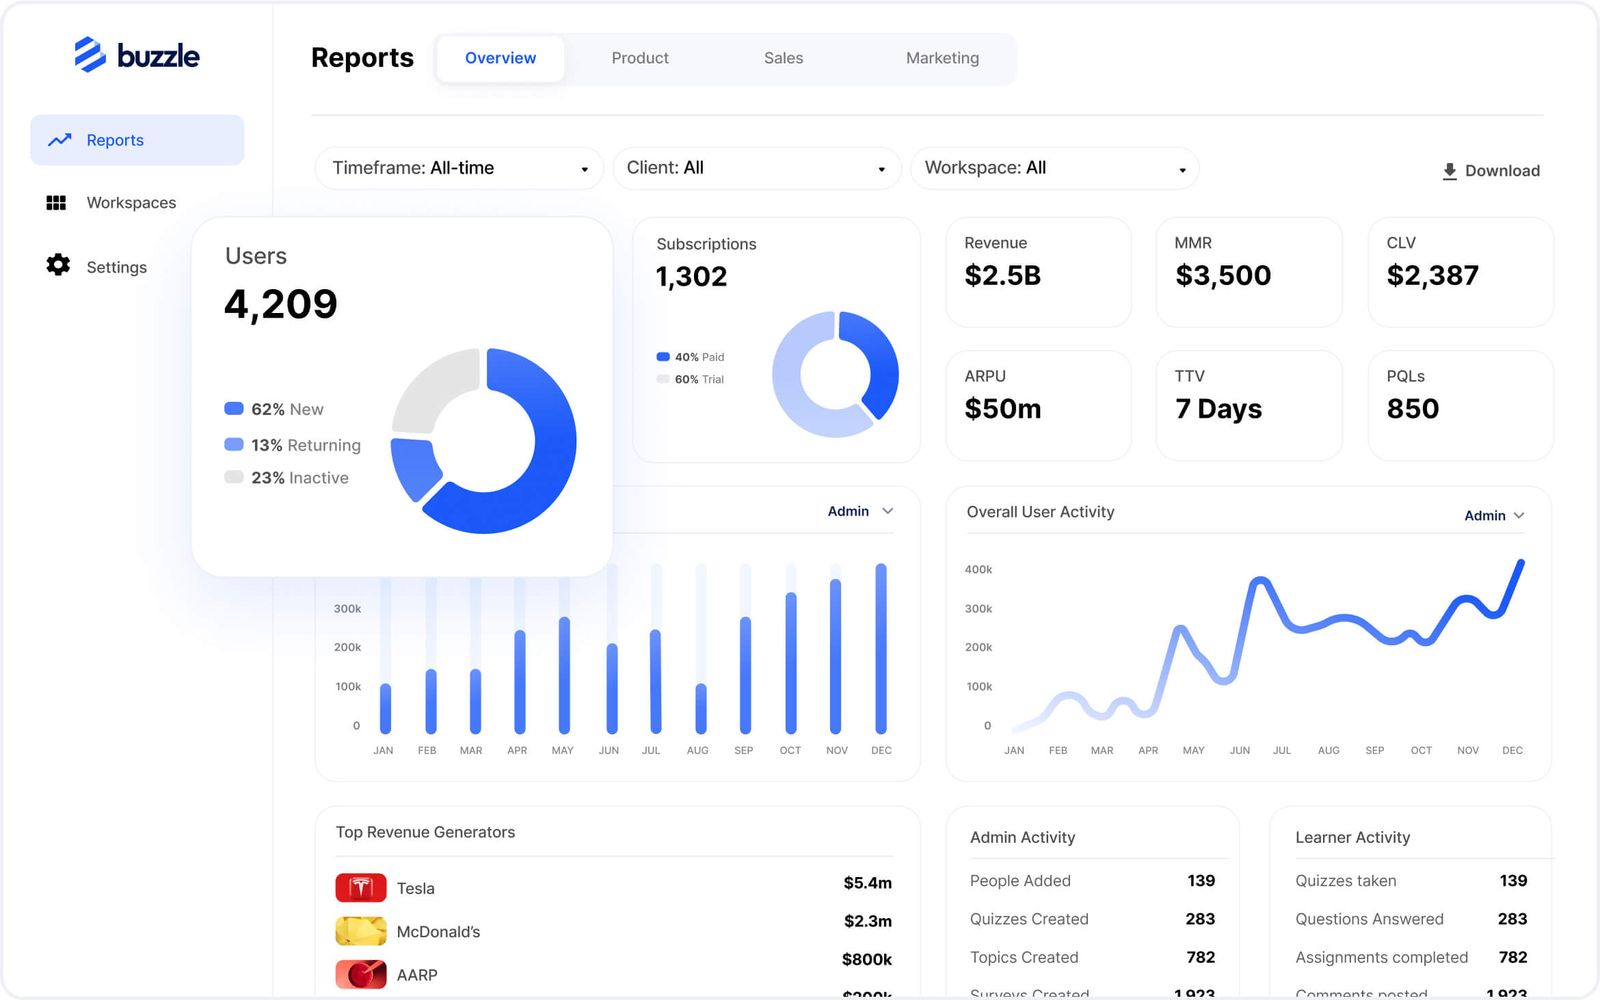 buzzle
Reports
Workspaces
Settings
Reports
Overview
Product
Sales
Marketing
Timeframe: All-time
Client: All
Workspace: All
Download
Users
4,209
62% New
13% Returning
23% Inactive
Subscriptions
1,302
40% Paid
60% Trial
Revenue
$2.5B
MMR
$3,500
CLV
$2,387
ARPU
$50m
TTV
7 Days
PQLs
850
Admin
300k
200k
100k
0
JAN FEB MAR APR MAY JUN JUL AUG SEP OCT NOV DEC
Overall User Activity
Admin
400k
300k
200k
100k
0
JAN FEB MAR APR MAY JUN JUL AUG SEP OCT NOV DEC
Top Revenue Generators
Tesla $5.4m
McDonald's $2.3m
AARP $800k
$200k
Admin Activity
People Added 139
Quizzes Created 283
Topics Created 782
Surveys Created 1,923
Learner Activity
Quizzes taken 139
Questions Answered 283
Assignments completed 782
Comments posted 1,923